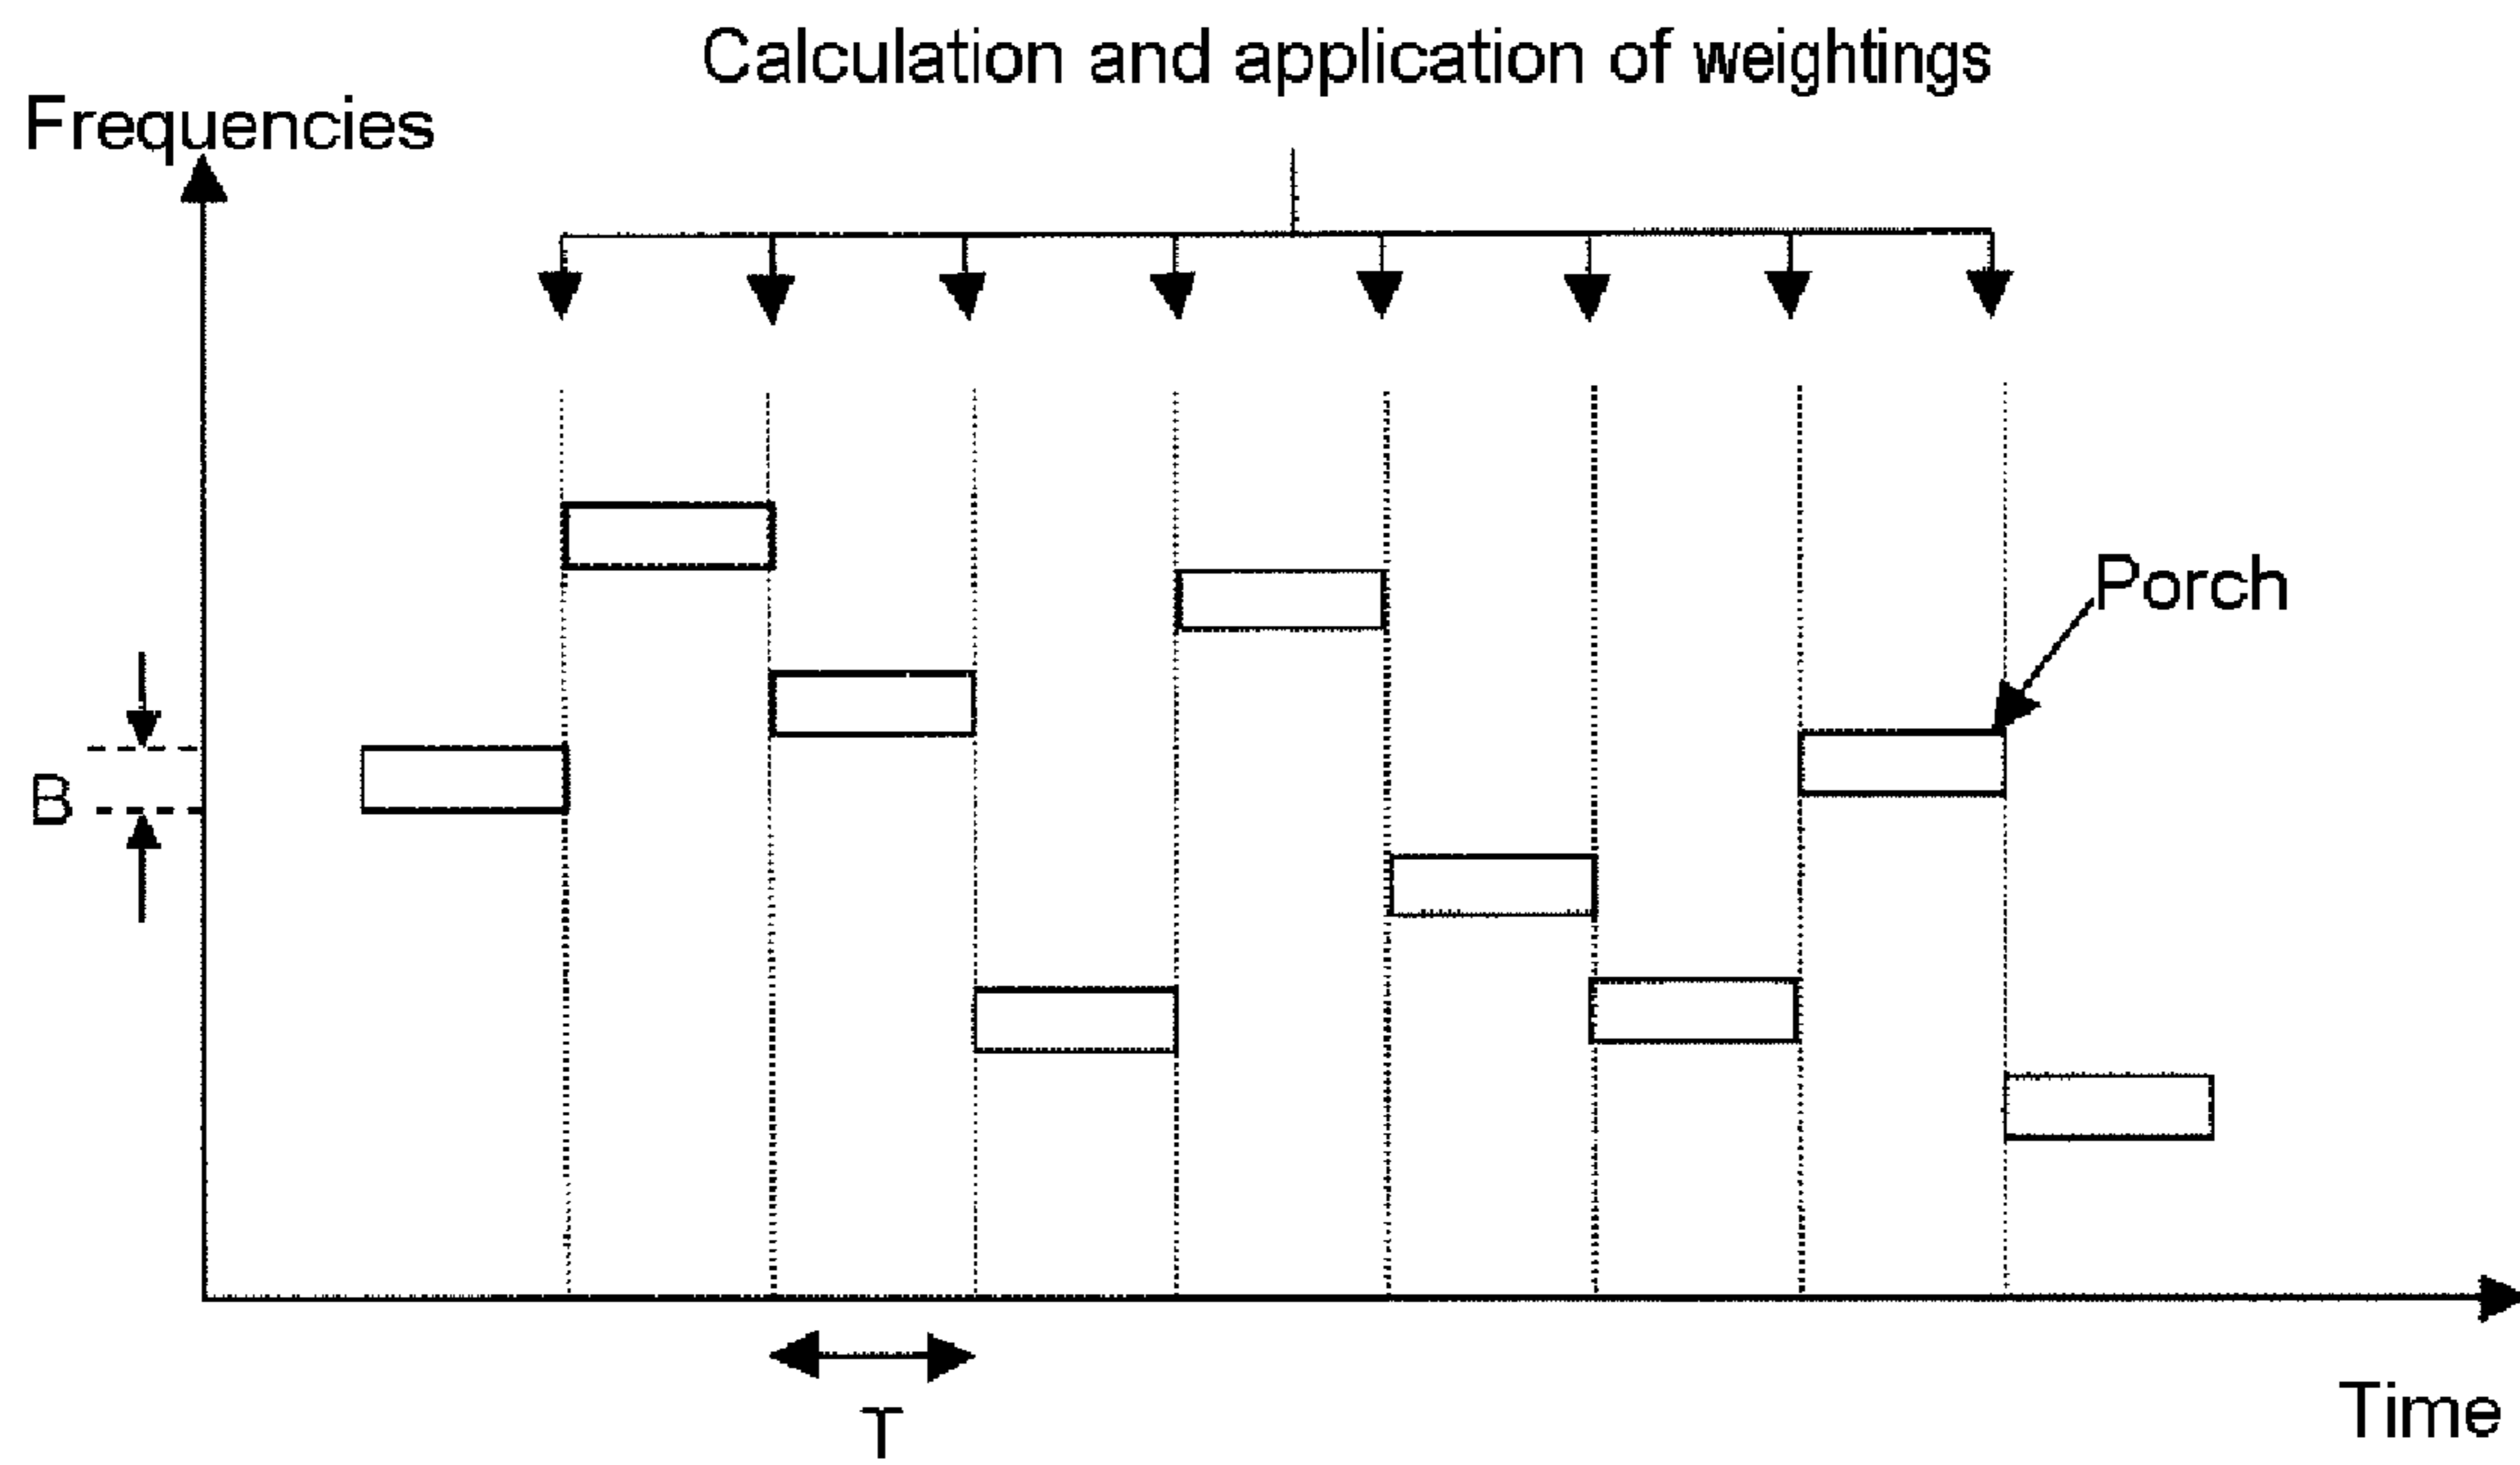 Calculation and application of weightings
Frequencies
Porch
B
T
Time